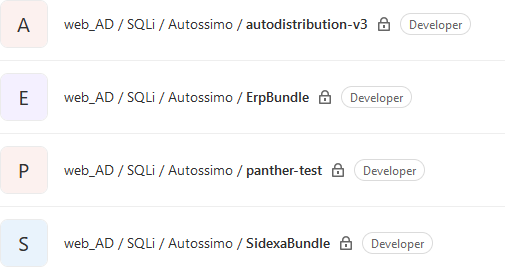 A web_AD / SQLi / Autossimo / autodistribution-v3 Developer
E web_AD / SQLi / Autossimo / ErpBundle Developer
P web_AD / SQLi / Autossimo / panther-test Developer
S web_AD / SQLi / Autossimo / SidexaBundle Developer